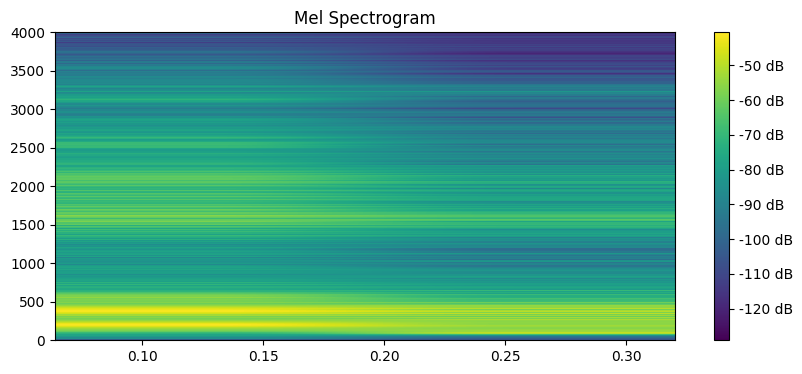 Mel Spectrogram
4000
3500
3000
2500
2000
1500
1000
500
0
0.10 0.15 0.20 0.25 0.30
-50 dB
-60 dB
-70 dB
-80 dB
-90 dB
-100 dB
-110 dB
-120 dB